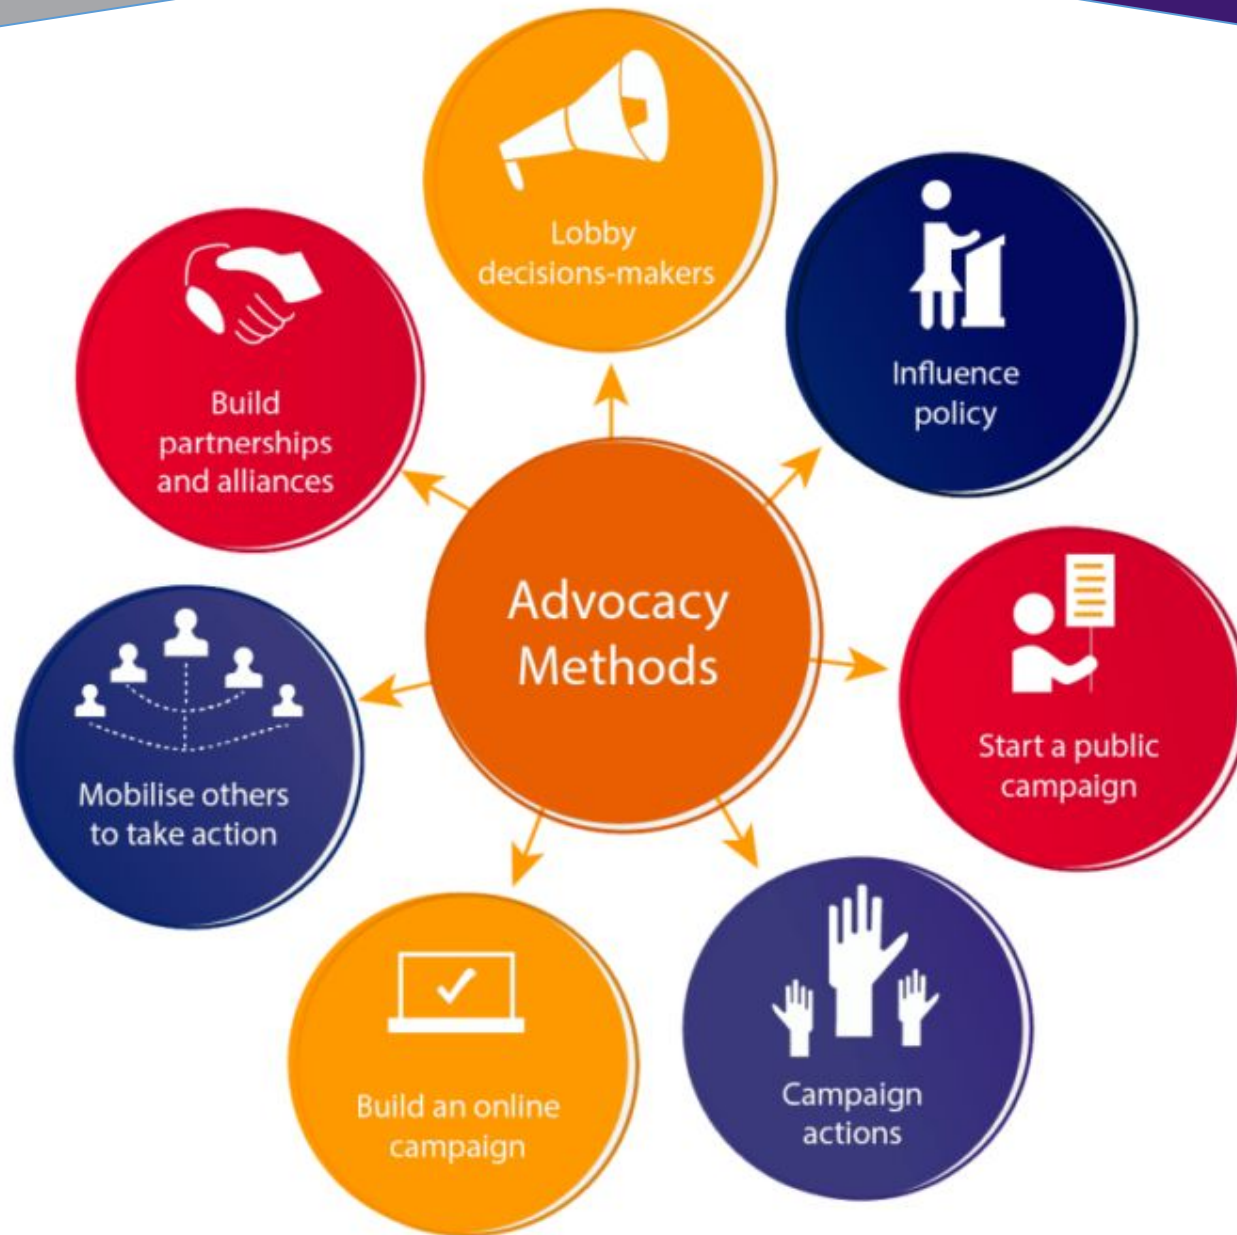 Lobby
decisions-makers
Influence
policy
Build
partnerships
and alliances
Advocacy
Methods
Start a public
campaign
Mobilise others
to take action
Build an online
campaign
Campaign
actions